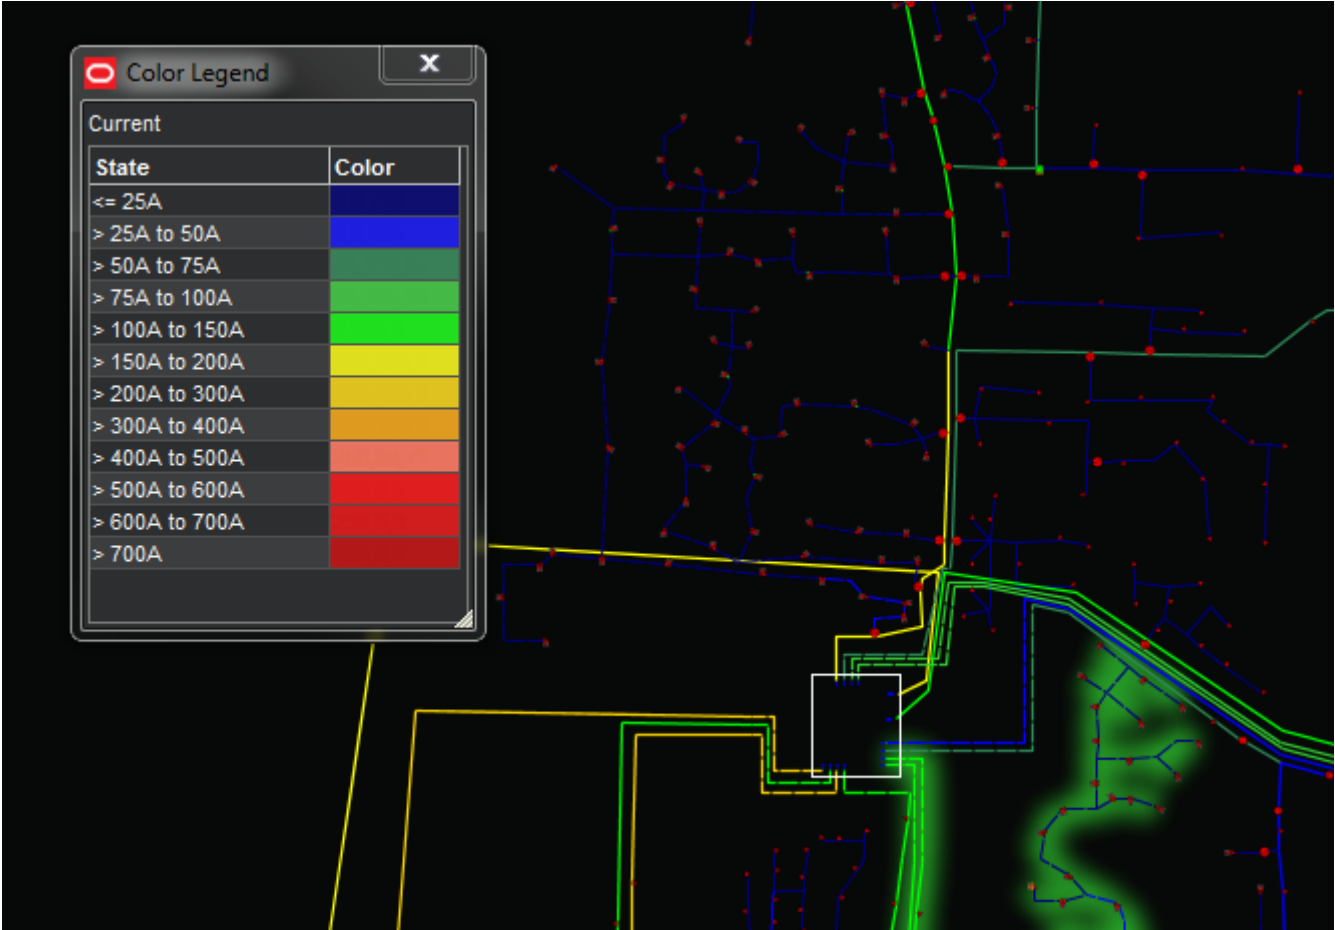 Color Legend
X
Current
State Color
<= 25A
> 25A to 50A
> 50A to 75A
> 75A to 100A
> 100A to 150A
> 150A to 200A
> 200A to 300A
> 300A to 400A
> 400A to 500A
> 500A to 600A
> 600A to 700A
> 700A